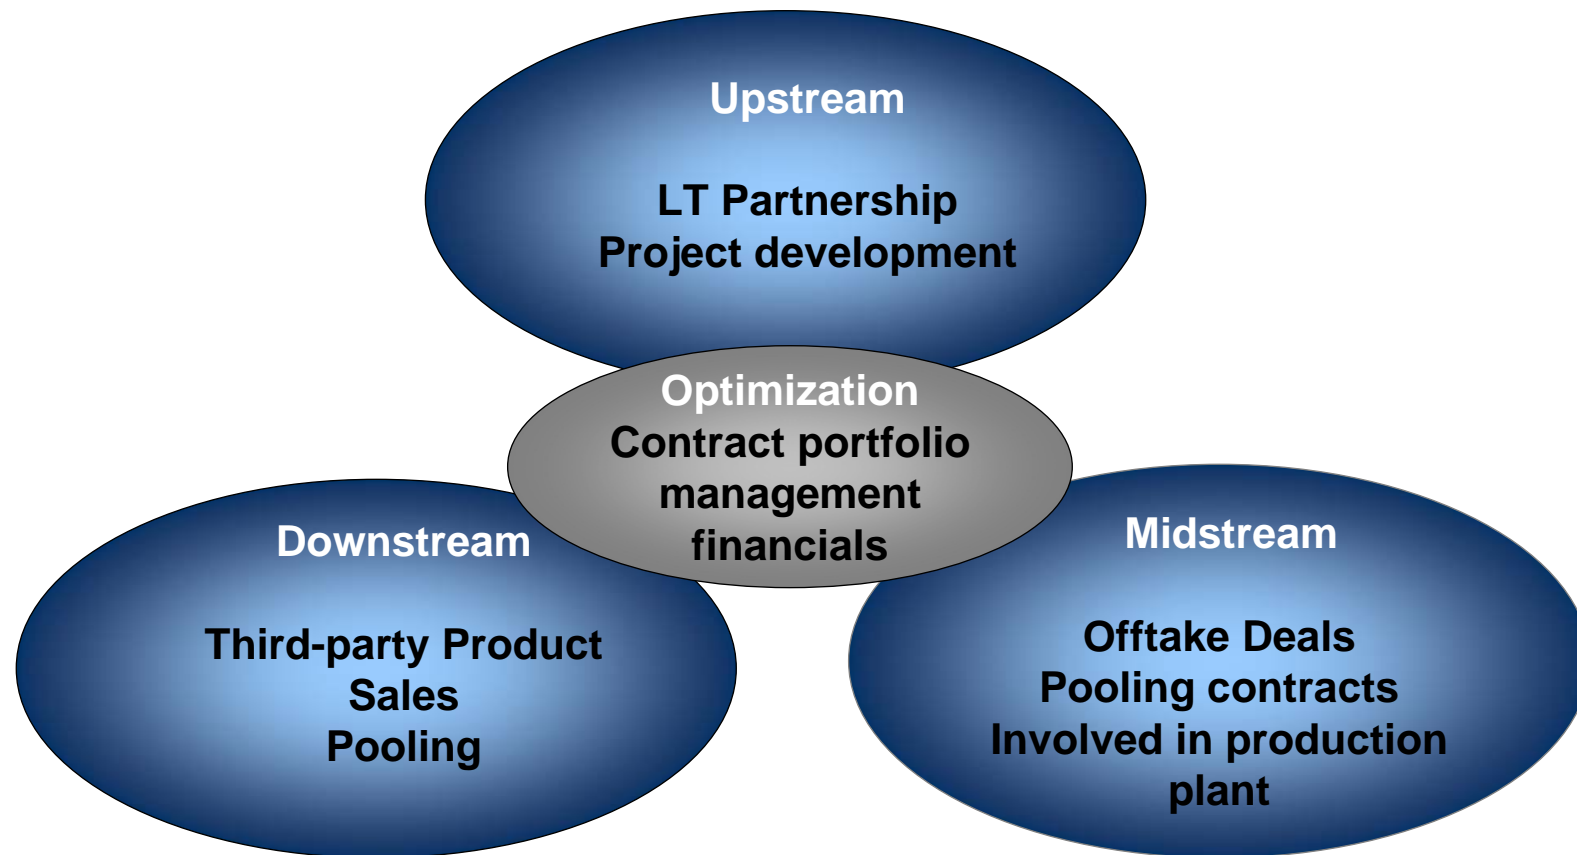 Upstream
LT Partnership
Project development
Optimization
Contract portfolio
management
financials
Downstream
Third-party Product
Sales
Pooling
Midstream
Offtake Deals
Pooling contracts
Involved in production
plant